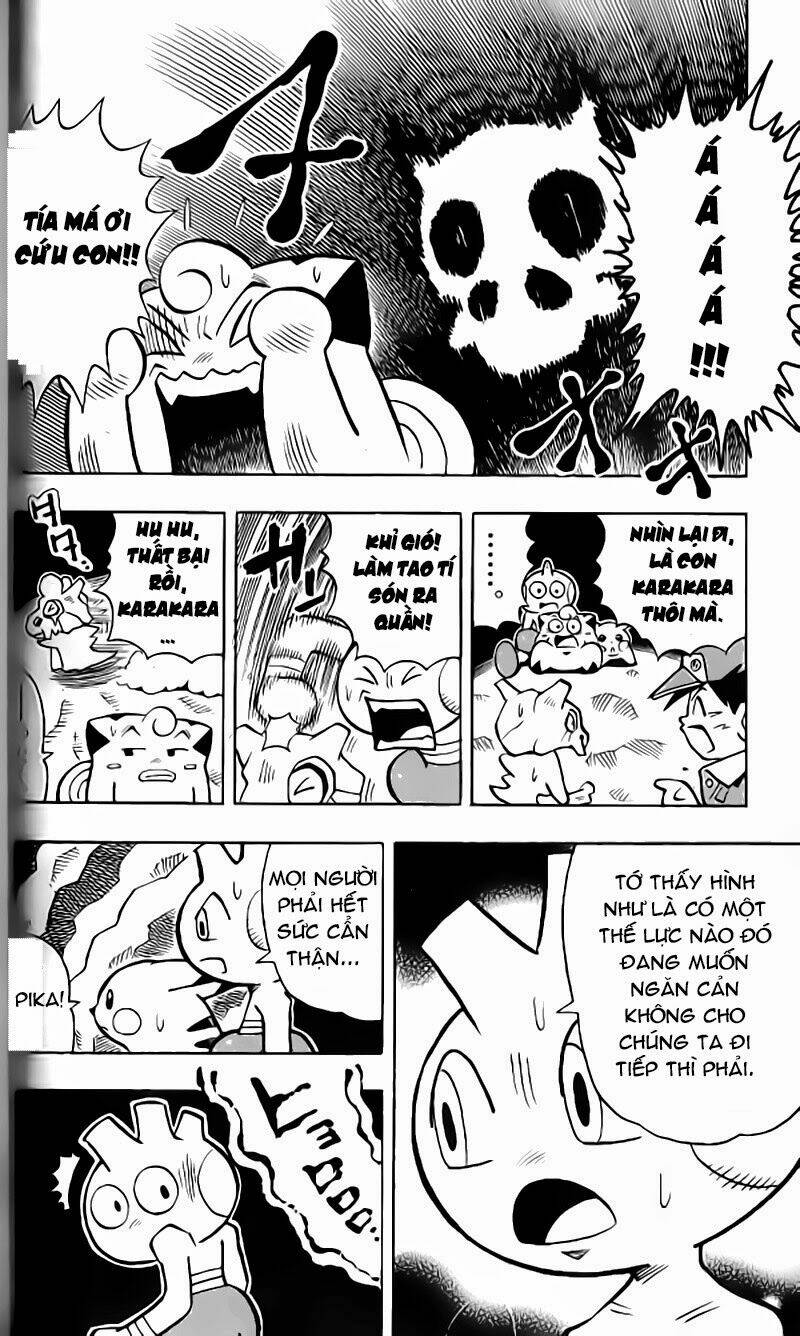 Á
Á
Á
Á
!!!
TÍA MÁ ƠI
CỨU CON!!
NHÌN LẠI ĐI,
LÀ CON
KARAKARA
THÔI MÀ.
KHỈ GIÓ!
LÀM TAO TÍ
SÓN RA
QUẦN!
HU HU,
THẤT BẠI
RỒI,
KARAKARA
...
TỚ THẤY HÌNH
NHƯ LÀ CÓ MỘT
THẾ LỰC NÀO ĐÓ
ĐANG MUỐN
NGĂN CẢN
KHÔNG CHO
CHÚNG TA ĐI
TIẾP THÌ PHẢI.
MỌI NGƯỜI
PHẢI HẾT
SỨC CẨN
THẬN...
PIKA!